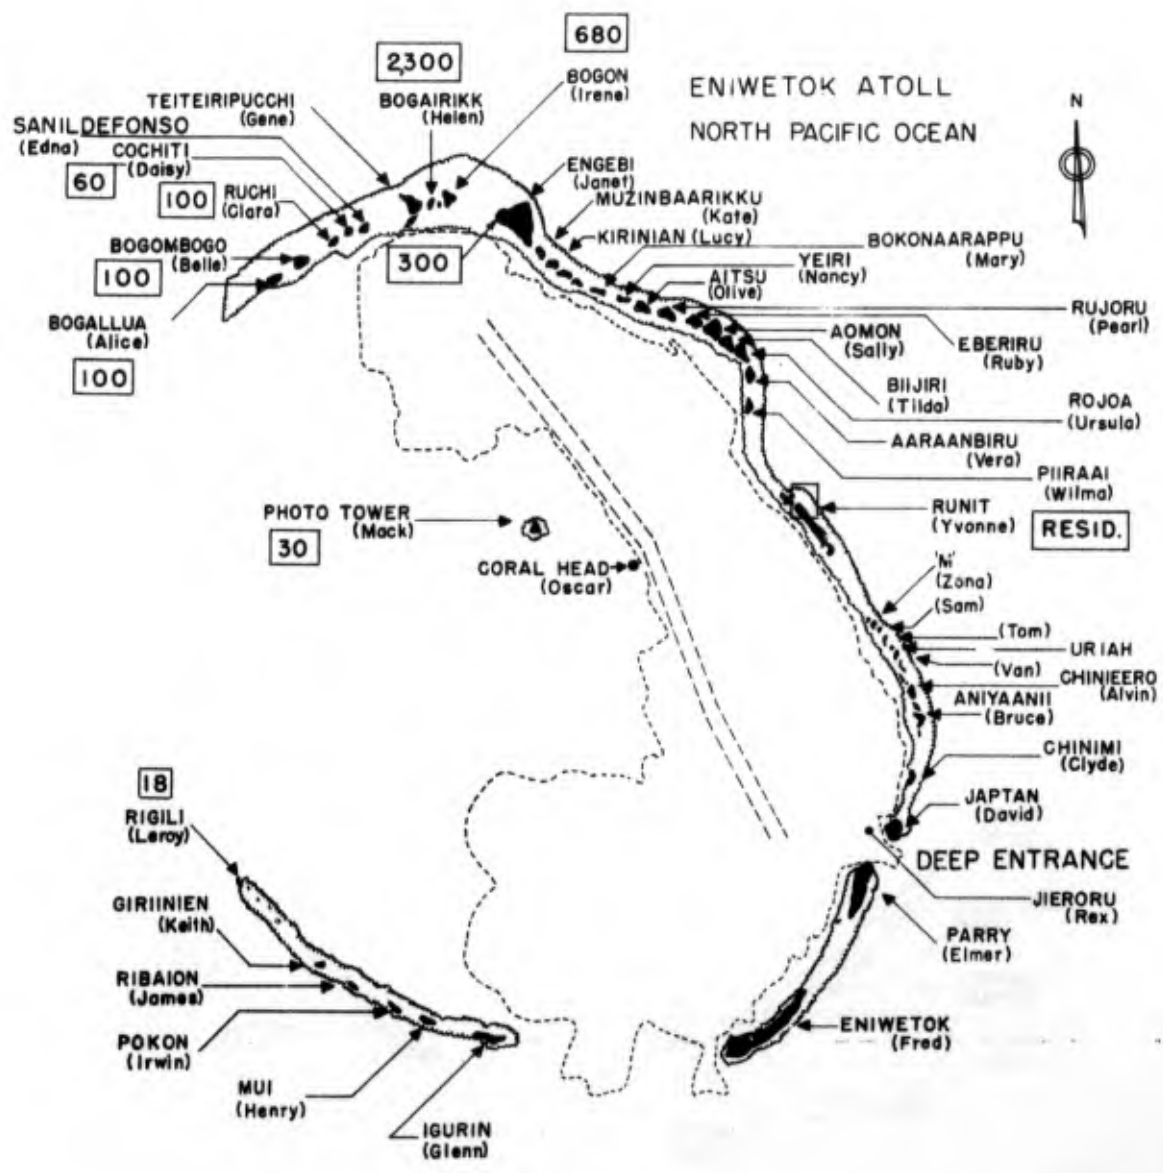 680
2,300
BOGON
(Irene)
ENIWETOK ATOLL
NORTH PACIFIC OCEAN
N
TEITEIRIPUCCHI
(Gene)
BOGAIRIKK
(Helen)
SANILDEFONSO
(Edna)
COCHITI
(Daisy)
60
100
RUCHI
(Clara)
ENGEBI
(Janet)
MUZINBAARIKKU
(Kate)
KIRINIAN (Lucy)
BOKONAARAPPU
(Mary)
YEIRI
(Nancy)
AITSU
(Olive)
BOGOMBOGO
(Belle)
100
300
RUJORU
(Pearl)
BOGALLUA
(Alice)
100
AOMON
(Sally)
EBERIRU
(Ruby)
BIIJIRI
(Tilda)
ROJOA
(Ursula)
AARAANBIRU
(Vera)
PIIRAAI
(Wilma)
RUNIT
(Yvonne)
RESID.
PHOTO TOWER
(Mack)
30
CORAL HEAD
(Oscar)
'M'
(Zona)
(Sam)
(Tom)
URIAH
(Van)
CHINIEERO
(Alvin)
ANIYAANII
(Bruce)
CHINIMI
(Clyde)
JAPTAN
(David)
DEEP ENTRANCE
JIERORU
(Rex)
PARRY
(Elmer)
ENIWETOK
(Fred)
18
RIGILI
(Leroy)
GIRIINIEN
(Keith)
RIBAION
(James)
POKON
(Irwin)
MUI
(Henry)
IGURIN
(Glenn)